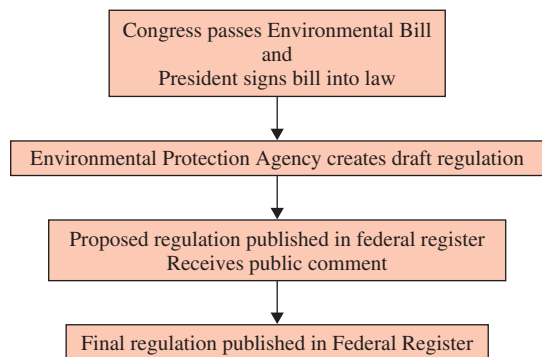 Congress passes Environmental Bill
and
President signs bill into law
Environmental Protection Agency creates draft regulation
Proposed regulation published in federal register
Receives public comment
Final regulation published in Federal Register